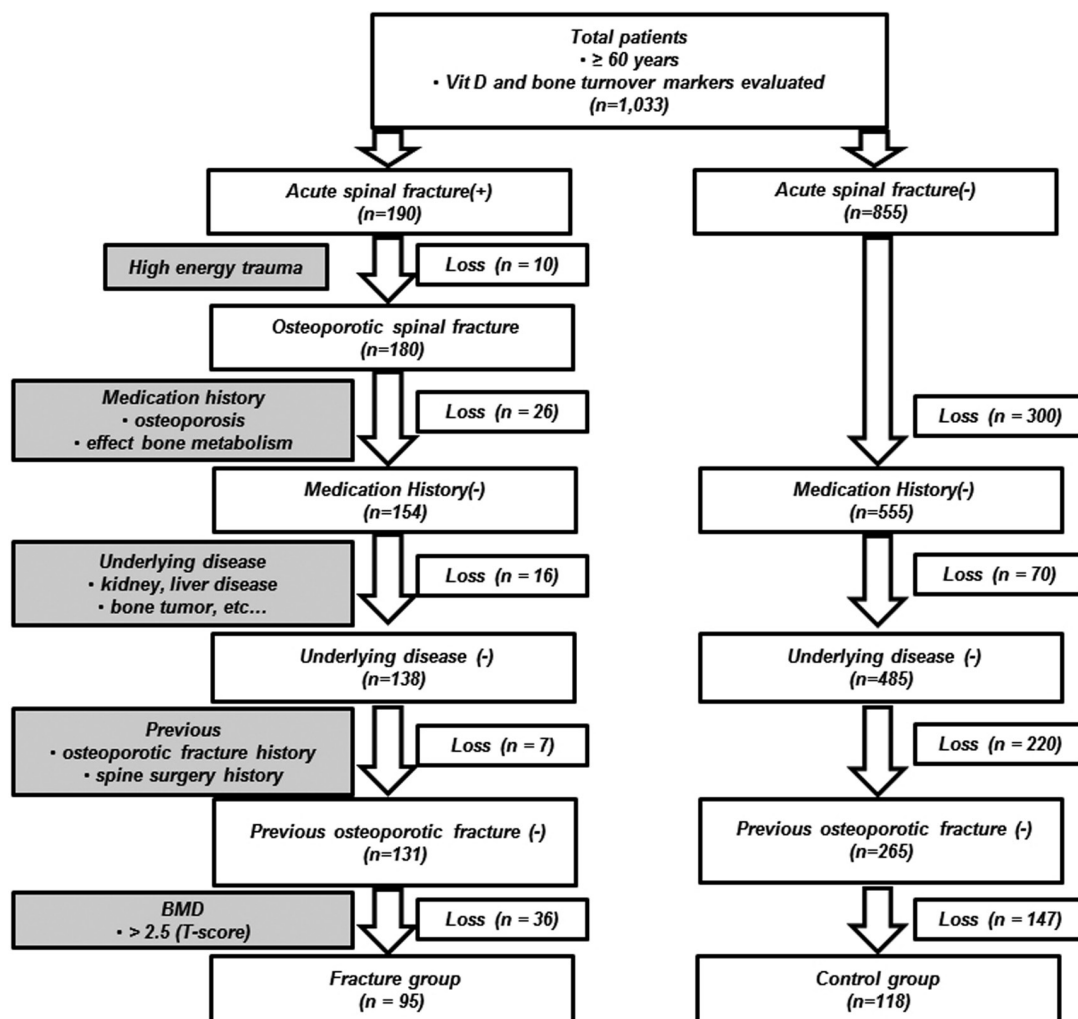 Total patients
• ≥ 60 years
• Vit D and bone turnover markers evaluated
(n=1,033)
Acute spinal fracture(+)
(n=190)
Acute spinal fracture(-)
(n=855)
High energy trauma
Loss (n = 10)
Osteoporotic spinal fracture
(n=180)
Medication history
• osteoporosis
• effect bone metabolism
Loss (n = 26)
Loss (n = 300)
Medication History(-)
(n=154)
Medication History(-)
(n=555)
Underlying disease
• kidney, liver disease
• bone tumor, etc…
Loss (n = 16)
Loss (n = 70)
Underlying disease (-)
(n=138)
Underlying disease (-)
(n=485)
Previous
• osteoporotic fracture history
• spine surgery history
Loss (n = 7)
Loss (n = 220)
Previous osteoporotic fracture (-)
(n=131)
Previous osteoporotic fracture (-)
(n=265)
BMD
• > 2.5 (T-score)
Loss (n = 36)
Loss (n = 147)
Fracture group
(n = 95)
Control group
(n=118)